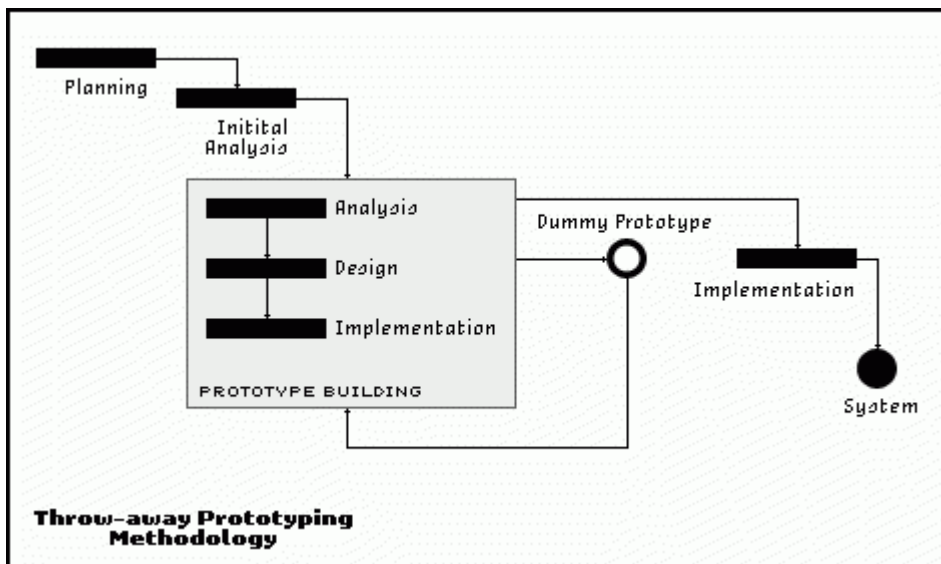 Planning
Initital
Analysis
Analysis
Dummy Prototype
Design
Implementation
Implementation
PROTOTYPE BUILDING
System
Throw-away Prototyping
Methodology